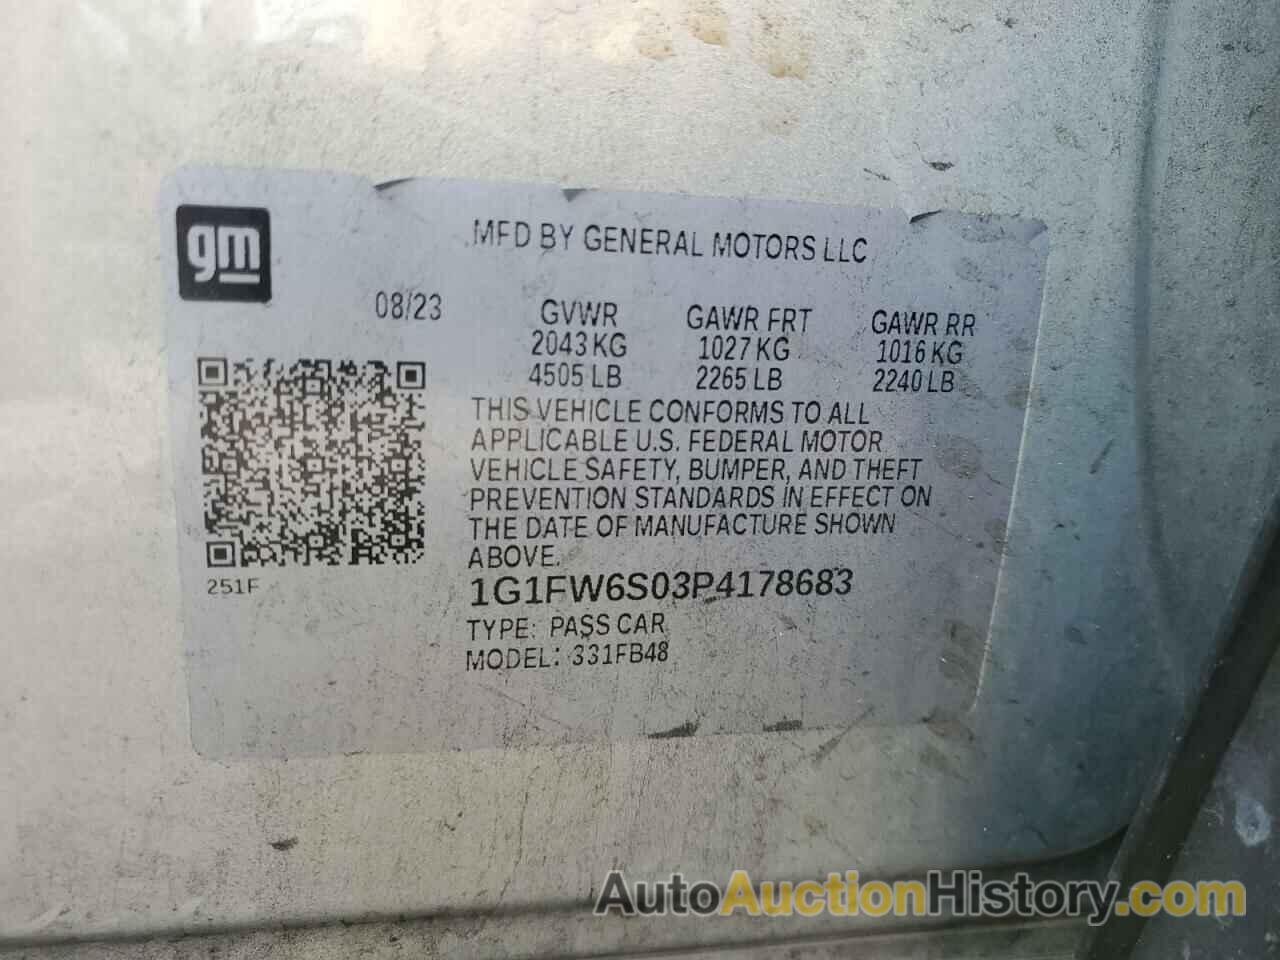 gm
MFD BY GENERAL MOTORS LLC
08/23
GVWR GAWR FRT GAWR RR
2043 KG 1027 KG 1016 KG
4505 LB 2265 LB 2240 LB
THIS VEHICLE CONFORMS TO ALL
APPLICABLE U.S. FEDERAL MOTOR
VEHICLE SAFETY, BUMPER, AND THEFT
PREVENTION STANDARDS IN EFFECT ON
THE DATE OF MANUFACTURE SHOWN
ABOVE.
251F
1G1FW6S03P4178683
TYPE: PASS CAR
MODEL: 331FB48
AutoAuctionHistory.com